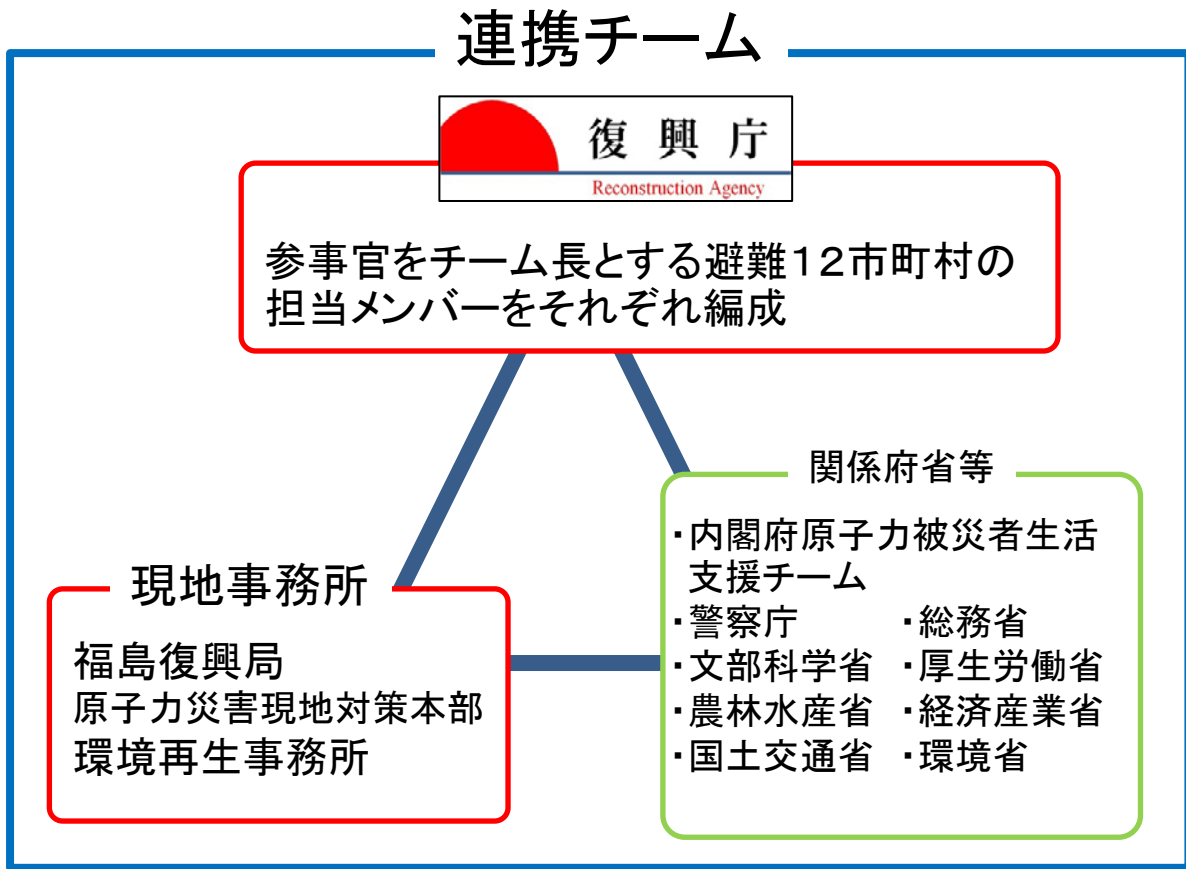 連携チーム
復興庁
Reconstruction Agency
参事官をチーム長とする避難12市町村の
担当メンバーをそれぞれ編成
現地事務所
福島復興局
原子力災害現地対策本部
環境再生事務所
関係府省等
・内閣府原子力被災者生活
支援チーム
・警察庁 ・総務省
・文部科学省 ・厚生労働省
・農林水産省 ・経済産業省
・国土交通省 ・環境省